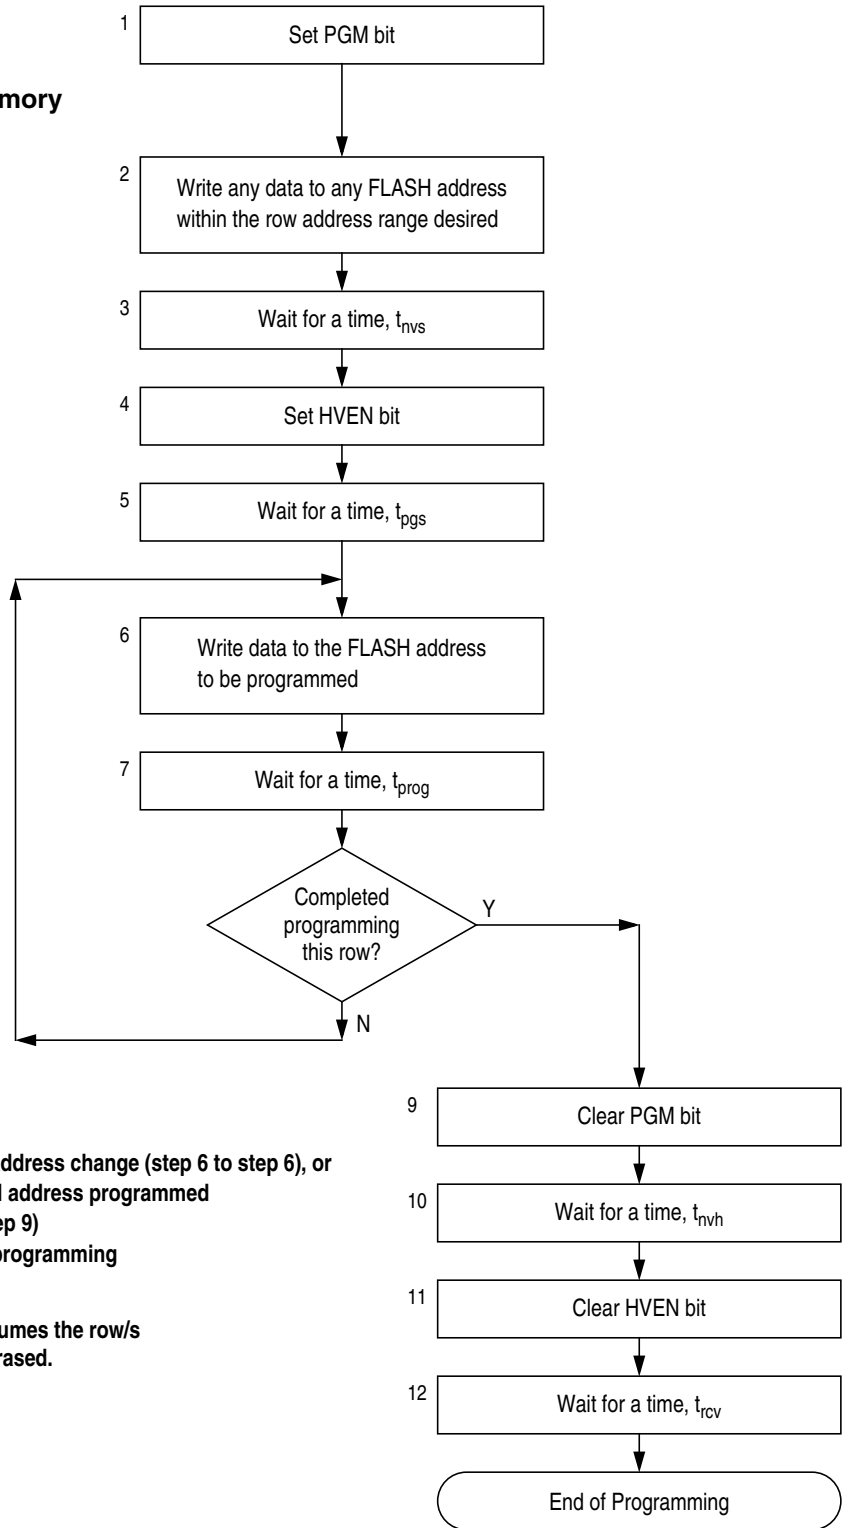 1
Set PGM bit
mory
2
Write any data to any FLASH address
within the row address range desired
3
Wait for a time, tnvs
4
Set HVEN bit
5
Wait for a time, tpgs
6
Write data to the FLASH address
to be programmed
7
Wait for a time, tprog
Completed
programming
this row?
Y
N
9
Clear PGM bit
ddress change (step 6 to step 6), or
address programmed
ep 9)
programming
10
Wait for a time, tnvh
11
Clear HVEN bit
umes the row/s
rased.
12
Wait for a time, trcv
End of Programming